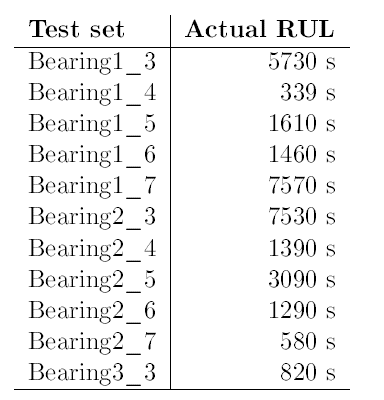 Test set Actual RUL
Bearing1_3 5730 s
Bearing1_4 339 s
Bearing1_5 1610 s
Bearing1_6 1460 s
Bearing1_7 7570 s
Bearing2_3 7530 s
Bearing2_4 1390 s
Bearing2_5 3090 s
Bearing2_6 1290 s
Bearing2_7 580 s
Bearing3_3 820 s